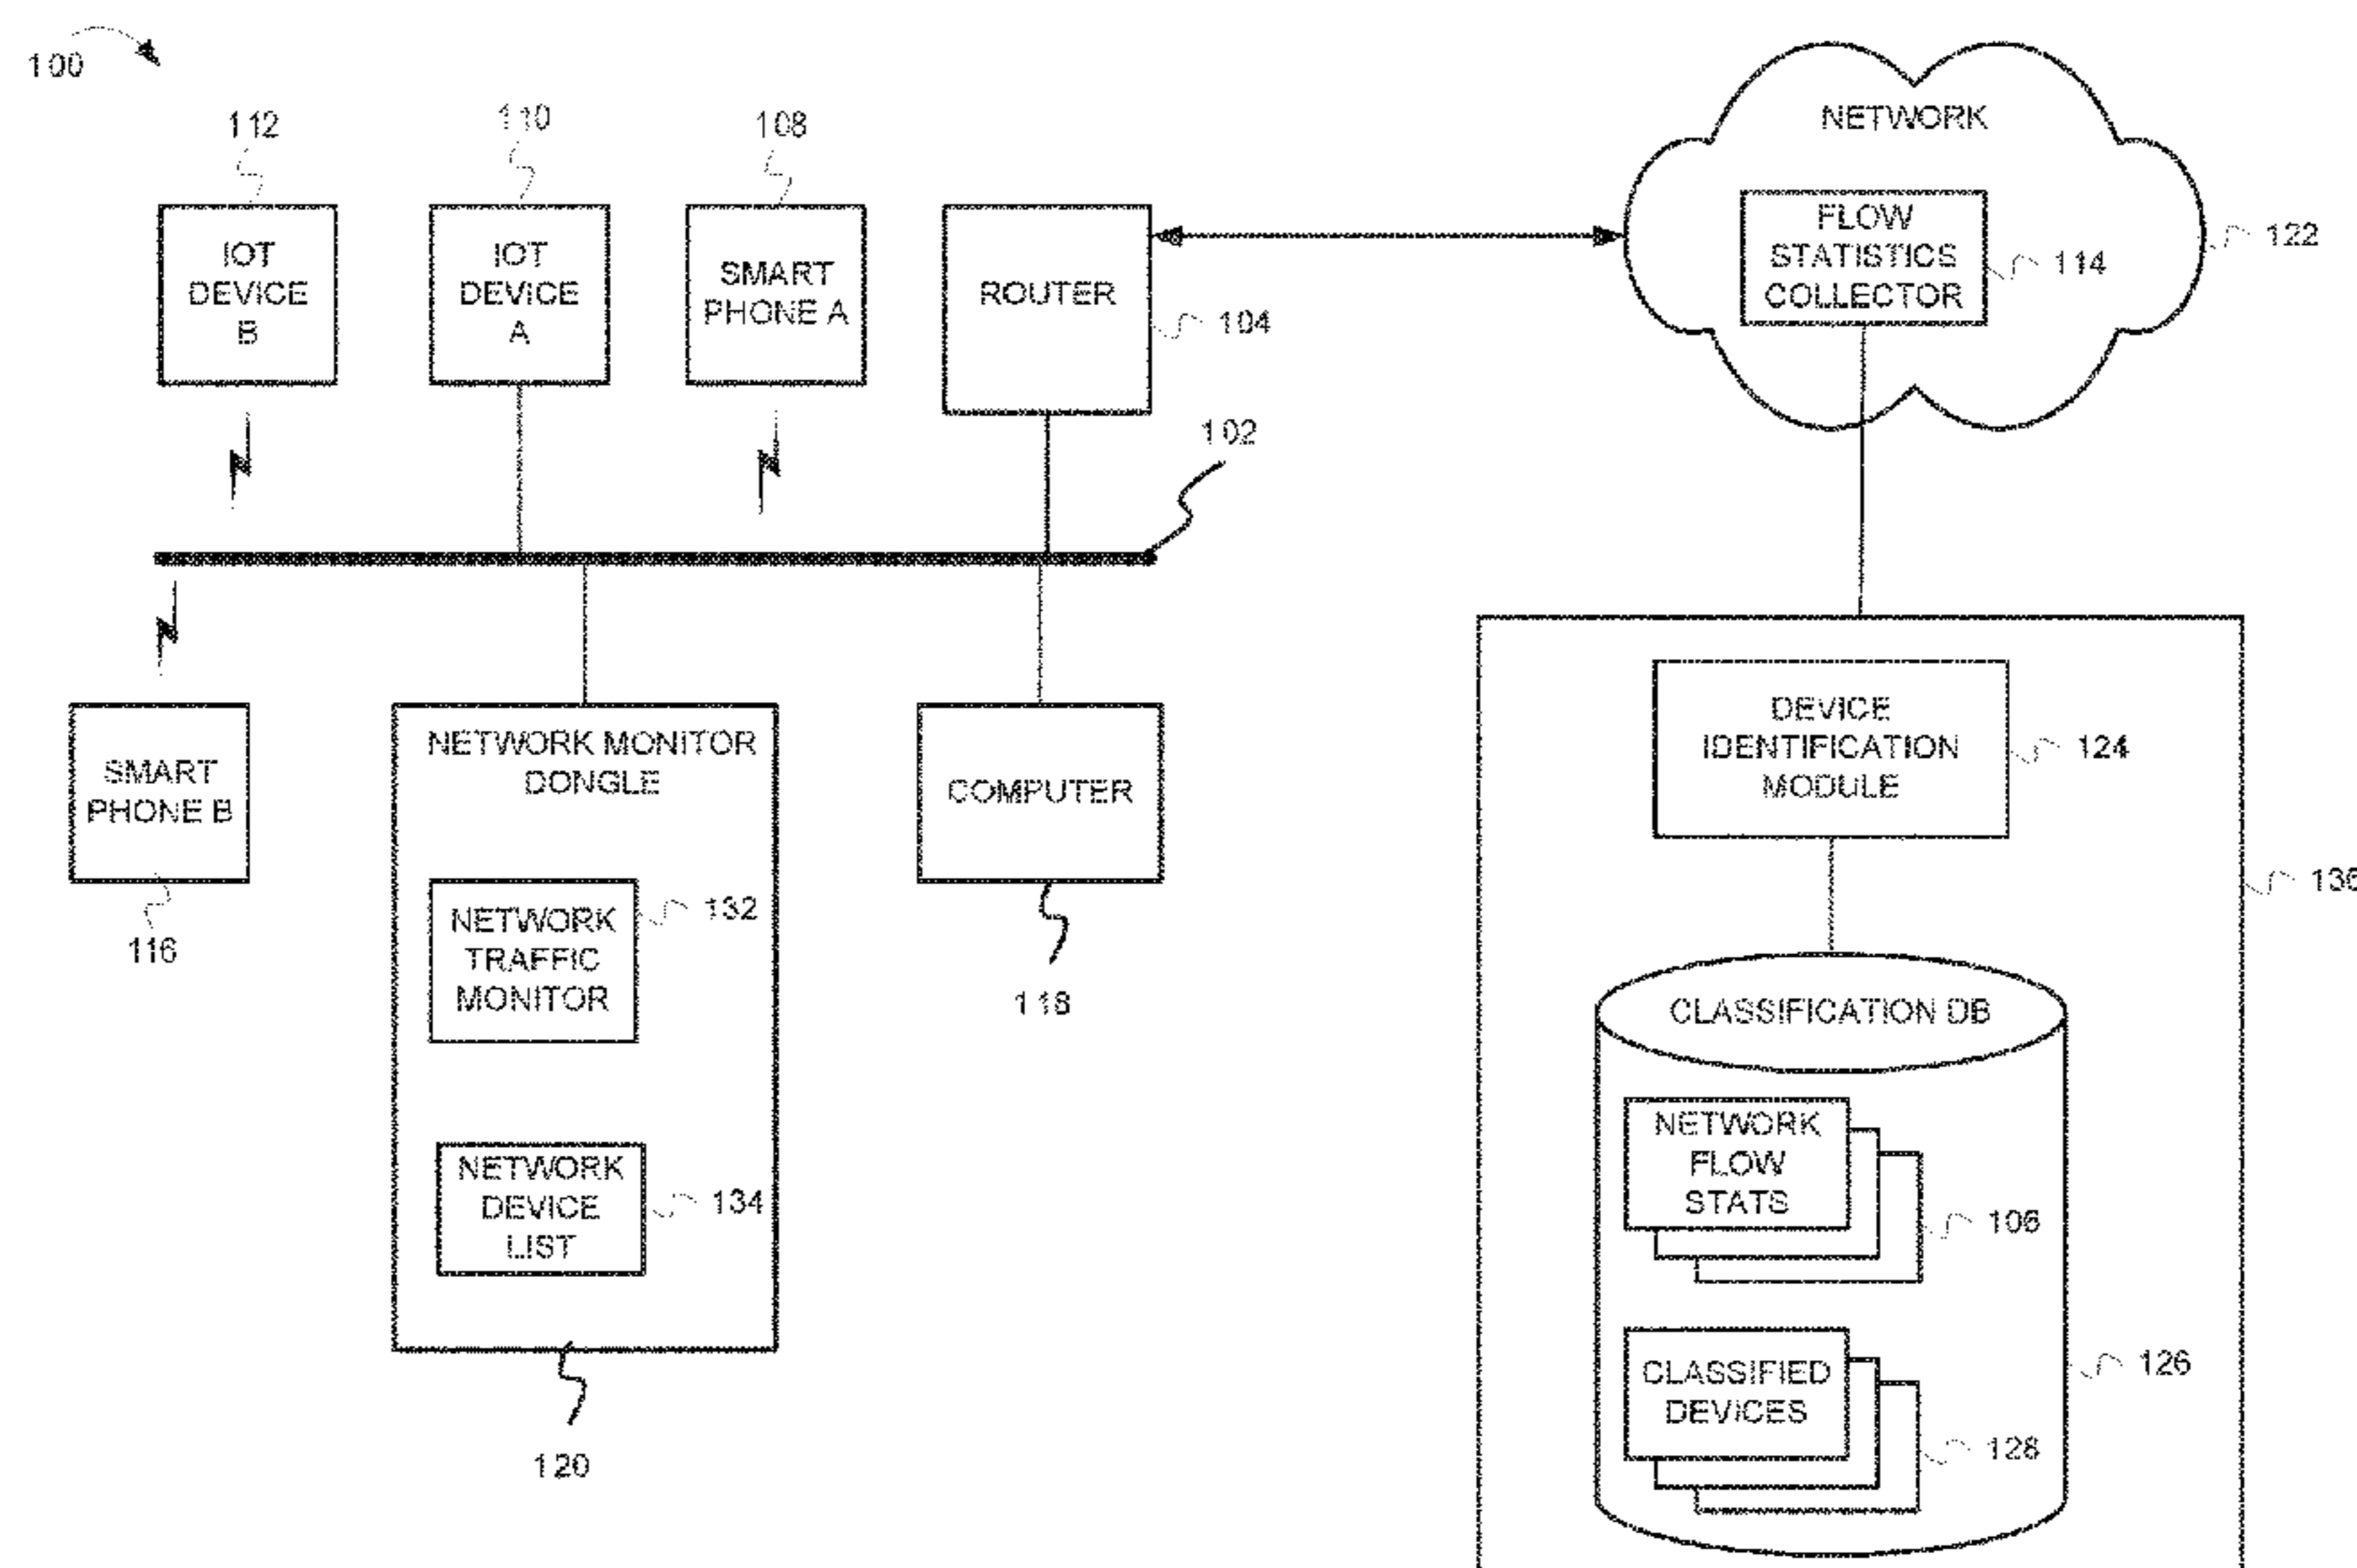 100
112
110
108
NETWORK
IOT
DEVICE
B
IOT
DEVICE
A
SMART
PHONE A
ROUTER
104
FLOW
STATISTICS
COLLECTOR
114
122
102
SMART
PHONE B
116
NETWORK MONITOR
DONGLE
NETWORK
TRAFFIC
MONITOR
132
NETWORK
DEVICE
LIST
134
120
COMPUTER
118
DEVICE
IDENTIFICATION
MODULE
124
136
CLASSIFICATION DB
NETWORK
FLOW
STATS
106
CLASSIFIED
DEVICES
128
126